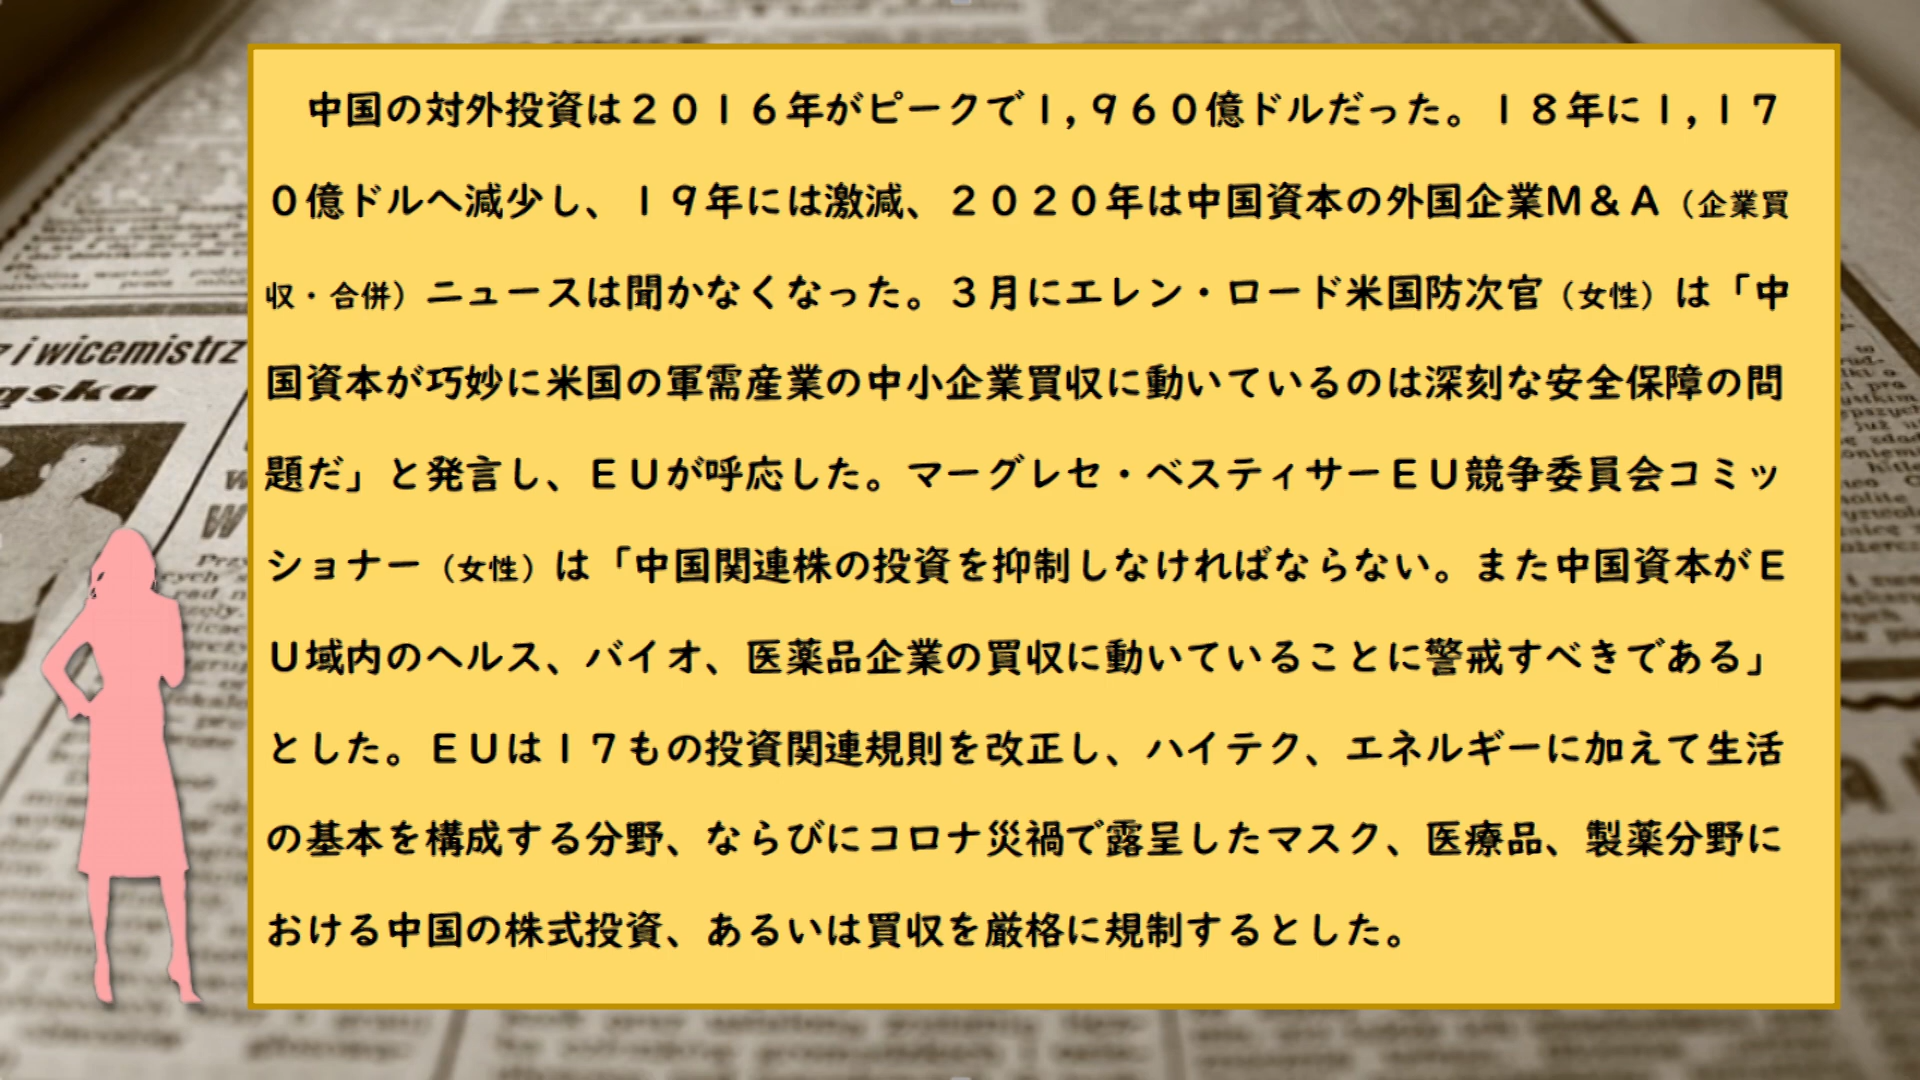 中国の対外投資は２０１６年がピークで１,９６０億ドルだった。１８年に１,１７
０億ドルへ減少し、１９年には激減、２０２０年は中国資本の外国企業Ｍ＆Ａ（企業買
収・合併）ニュースは聞かなくなった。３月にエレン・ロード米国防次官（女性）は「中
国資本が巧妙に米国の軍需産業の中小企業買収に動いているのは深刻な安全保障の問
題だ」と発言し、ＥＵが呼応した。マーグレセ・ベスティサーＥＵ競争委員会コミッ
ショナー（女性）は「中国関連株の投資を抑制しなければならない。また中国資本がＥ
Ｕ域内のヘルス、バイオ、医薬品企業の買収に動いていることに警戒すべきである」
とした。ＥＵは１７もの投資関連規則を改正し、ハイテク、エネルギーに加えて生活
の基本を構成する分野、ならびにコロナ災禍で露呈したマスク、医療品、製薬分野に
おける中国の株式投資、あるいは買収を厳格に規制するとした。
z i wicemistrz
ąska